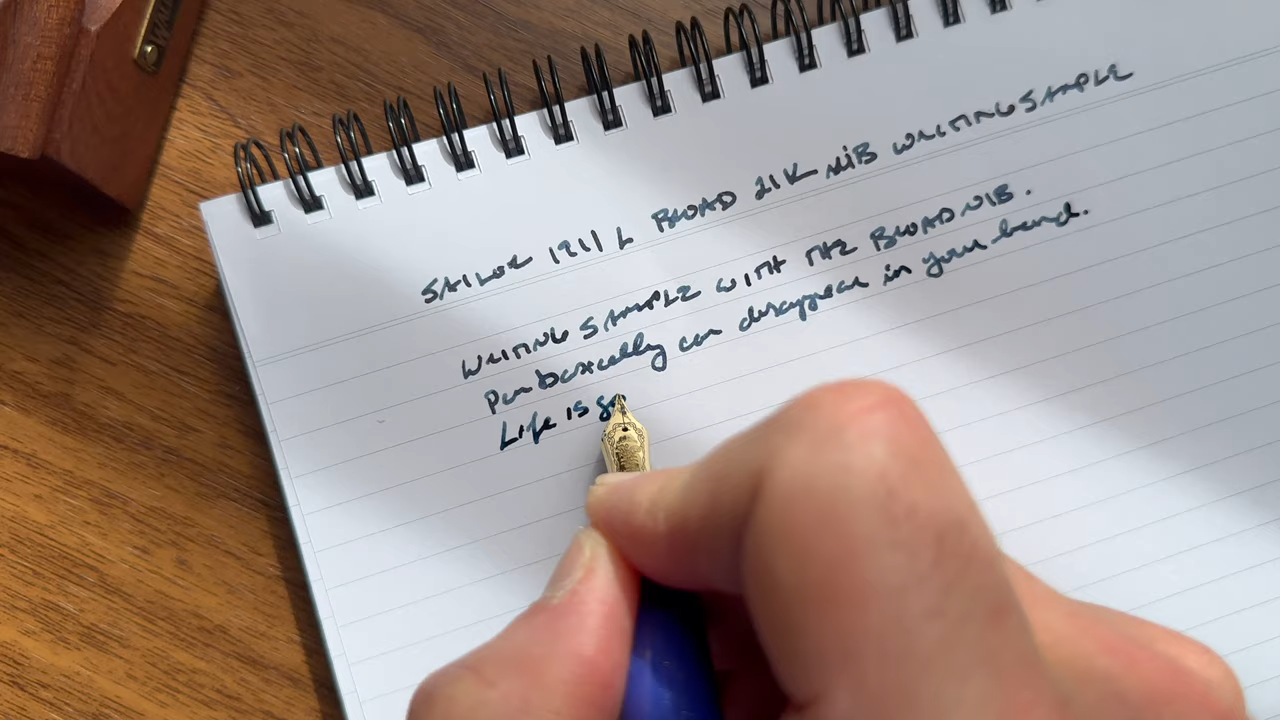 SAILOR 1911 L BROAD 21K NIB WRITING SAMPLE
WRITING SAMPLE WITH THE BROAD NIB.
can disappear in your hand.
Life is